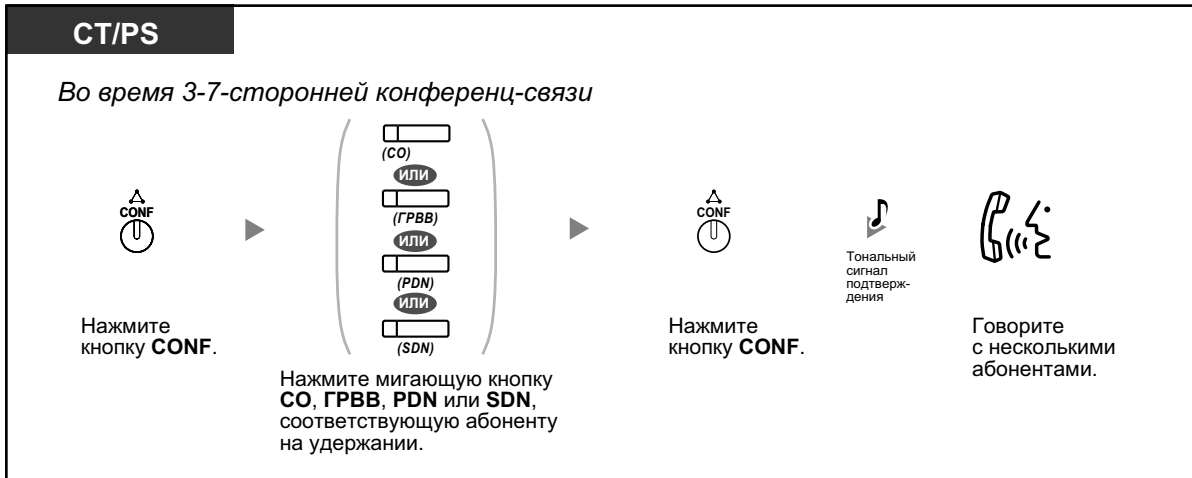 CT/PS
Во время 3-7-сторонней конференц-связи
CONF
(CO)
ИЛИ
(ГРВВ)
ИЛИ
(PDN)
ИЛИ
(SDN)
CONF
Тональный
сигнал
подтверж-
дения
Нажмите
кнопку CONF.
Нажмите мигающую кнопку
CO, ГРВВ, PDN или SDN,
соответствующую абоненту
на удержании.
Нажмите
кнопку CONF.
Говорите
с несколькими
абонентами.